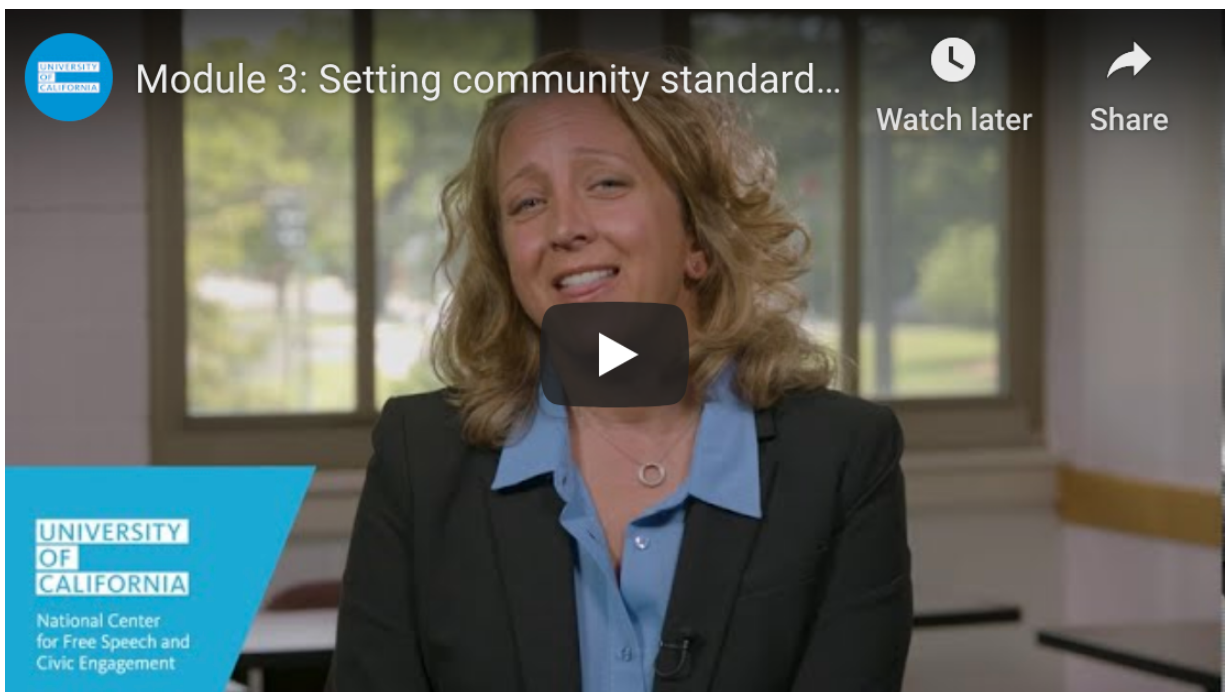 UNIVERSITY
OF
CALIFORNIA
Module 3: Setting community standard...
Watch later
Share
UNIVERSITY
OF
CALIFORNIA
National Center
for Free Speech and
Civic Engagement